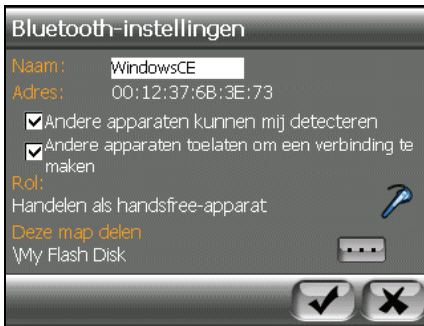 Bluetooth-instellingen
Naam: WindowsCE
Adres: 00:12:37:6B:3E:73
Andere apparaten kunnen mij detecteren
Andere apparaten toelaten om een verbinding te
maken
Rol:
Handelen als handsfree-apparat
Deze map delen
\My Flash Disk
...